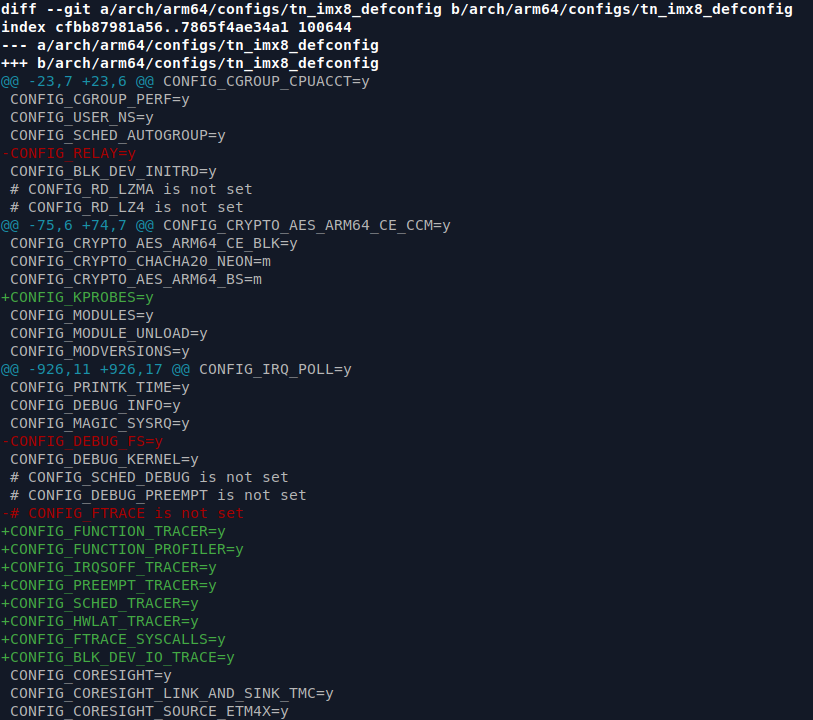 diff --git a/arch/arm64/configs/tn_imx8_defconfig b/arch/arm64/configs/tn_imx8_defconfig
index cfbb87981a56..7865f4ae34a1 100644
--- a/arch/arm64/configs/tn_imx8_defconfig
+++ b/arch/arm64/configs/tn_imx8_defconfig
@@ -23,7 +23,6 @@ CONFIG_CGROUP_CPUACCT=y
 CONFIG_CGROUP_PERF=y
 CONFIG_USER_NS=y
 CONFIG_SCHED_AUTOGROUP=y
-CONFIG_RELAY=y
 CONFIG_BLK_DEV_INITRD=y
 # CONFIG_RD_LZMA is not set
 # CONFIG_RD_LZ4 is not set
@@ -75,6 +74,7 @@ CONFIG_CRYPTO_AES_ARM64_CE_CCM=y
 CONFIG_CRYPTO_AES_ARM64_CE_BLK=y
 CONFIG_CRYPTO_CHACHA20_NEON=m
 CONFIG_CRYPTO_AES_ARM64_BS=m
+CONFIG_KPROBES=y
 CONFIG_MODULES=y
 CONFIG_MODULE_UNLOAD=y
 CONFIG_MODVERSIONS=y
@@ -926,11 +926,17 @@ CONFIG_IRQ_POLL=y
 CONFIG_PRINTK_TIME=y
 CONFIG_DEBUG_INFO=y
 CONFIG_MAGIC_SYSRQ=y
-CONFIG_DEBUG_FS=y
 CONFIG_DEBUG_KERNEL=y
 # CONFIG_SCHED_DEBUG is not set
 # CONFIG_DEBUG_PREEMPT is not set
-# CONFIG_FTRACE is not set
+CONFIG_FUNCTION_TRACER=y
+CONFIG_FUNCTION_PROFILER=y
+CONFIG_IRQSOFF_TRACER=y
+CONFIG_PREEMPT_TRACER=y
+CONFIG_SCHED_TRACER=y
+CONFIG_HWLAT_TRACER=y
+CONFIG_FTRACE_SYSCALLS=y
+CONFIG_BLK_DEV_IO_TRACE=y
 CONFIG_CORESIGHT=y
 CONFIG_CORESIGHT_LINK_AND_SINK_TMC=y
 CONFIG_CORESIGHT_SOURCE_ETM4X=y